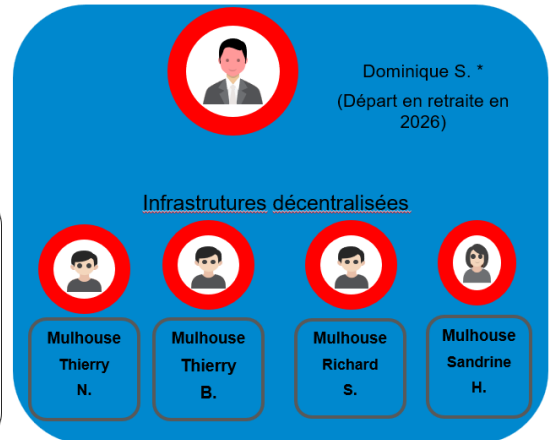 Dominique S. *
(Départ en retraite en
2026)
Infrastrutures décentralisées
Mulhouse
Thierry
N.
Mulhouse
Thierry
B.
Mulhouse
Richard
S.
Mulhouse
Sandrine
H.